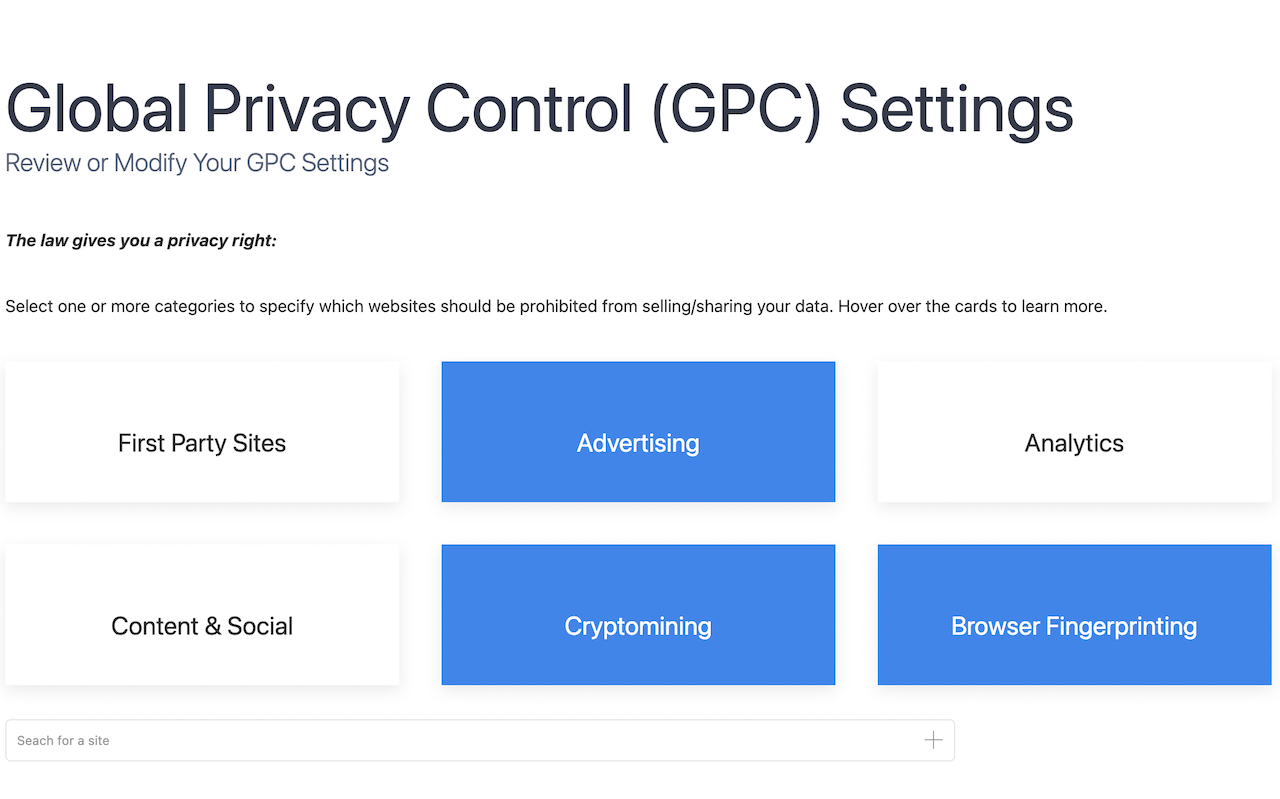 Global Privacy Control (GPC) Settings
Review or Modify Your GPC Settings
The law gives you a privacy right:
Select one or more categories to specify which websites should be prohibited from selling/sharing your data. Hover over the cards to learn more.
First Party Sites
Advertising
Analytics
Content & Social
Cryptomining
Browser Fingerprinting
Seach for a site